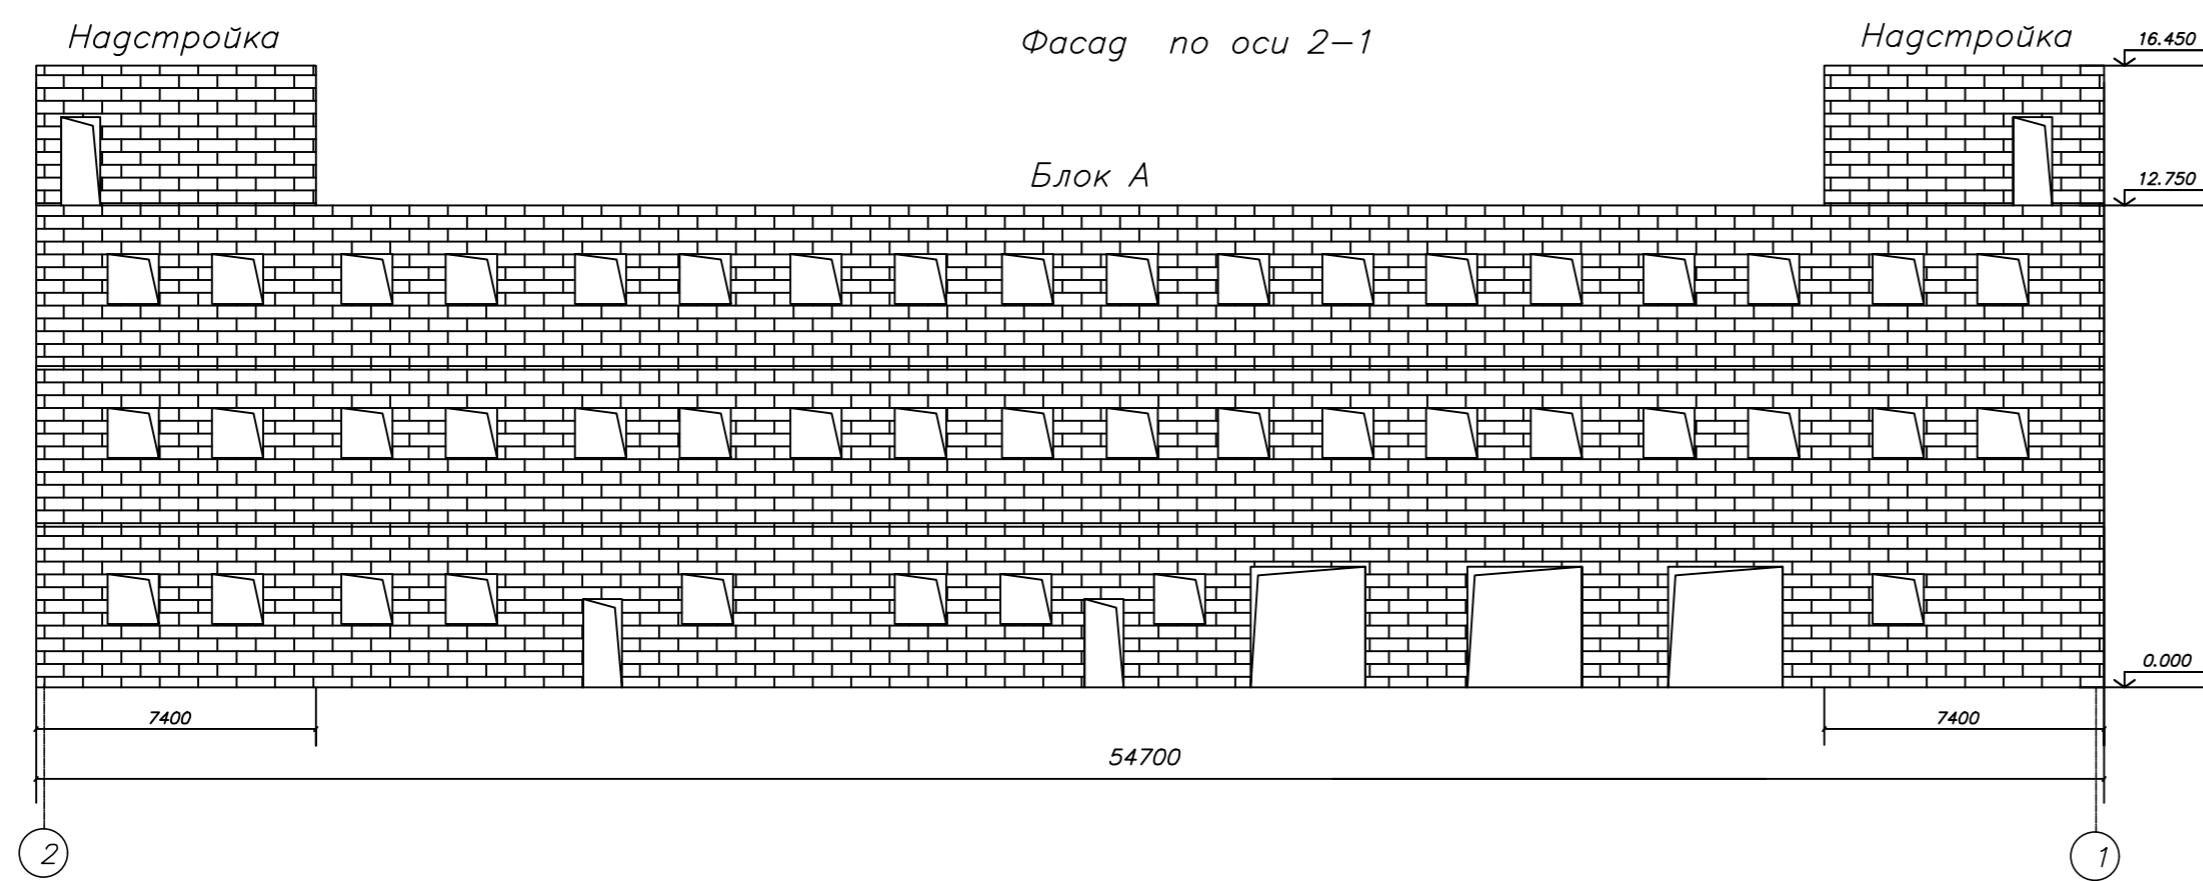 Надстройка
Фасад по оси 2-1
Надстройка
16.450
Блок А
12.750
0.000
7400
7400
54700
2
1